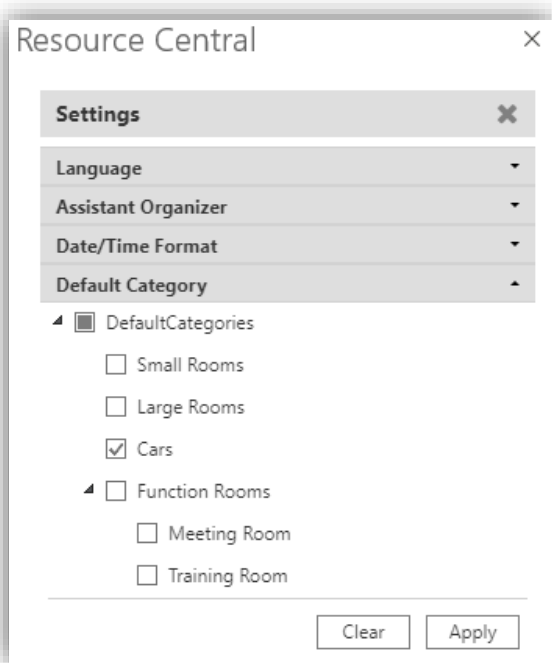 Resource Central
Settings
Language
Assistant Organizer
Date/Time Format
Default Category
DefaultCategories
Small Rooms
Large Rooms
Cars
Function Rooms
Meeting Room
Training Room
Clear Apply